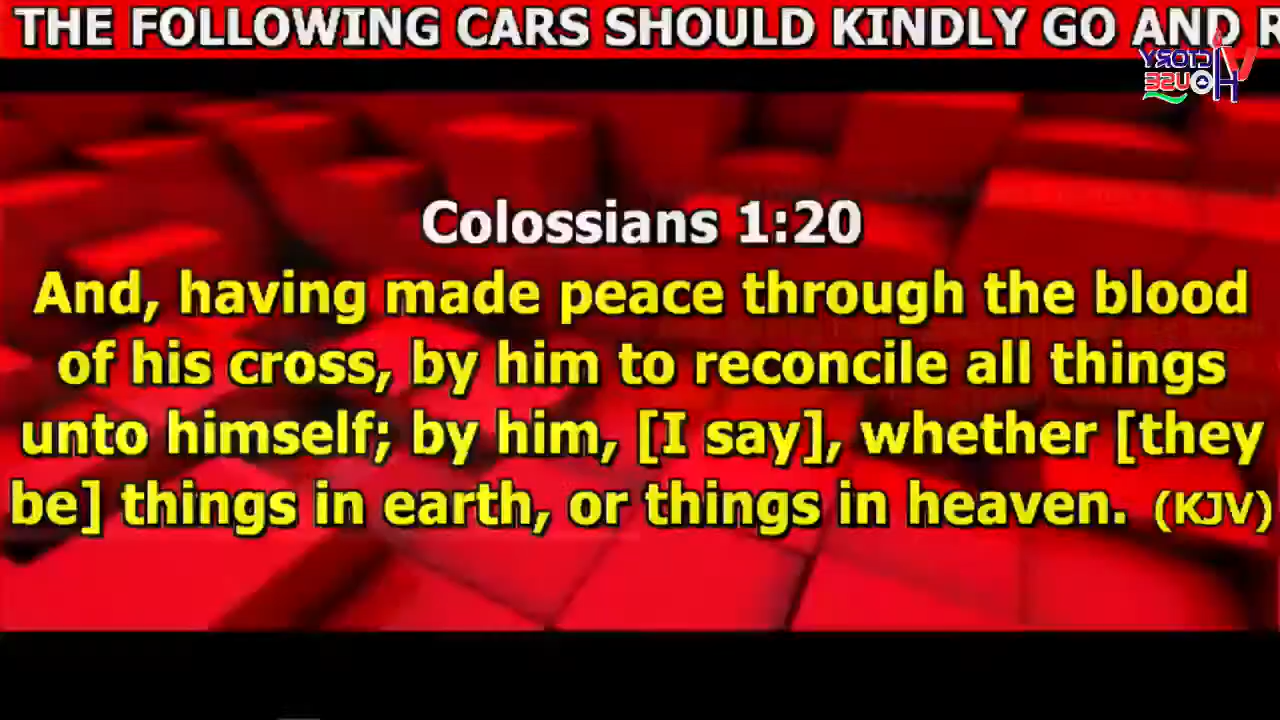 THE FOLLOWING CARS SHOULD KINDLY GO AND R
VICTORY
HOUSE
Colossians 1:20
And, having made peace through the blood
of his cross, by him to reconcile all things
unto himself; by him, [I say], whether [they
be] things in earth, or things in heaven. (KJV)